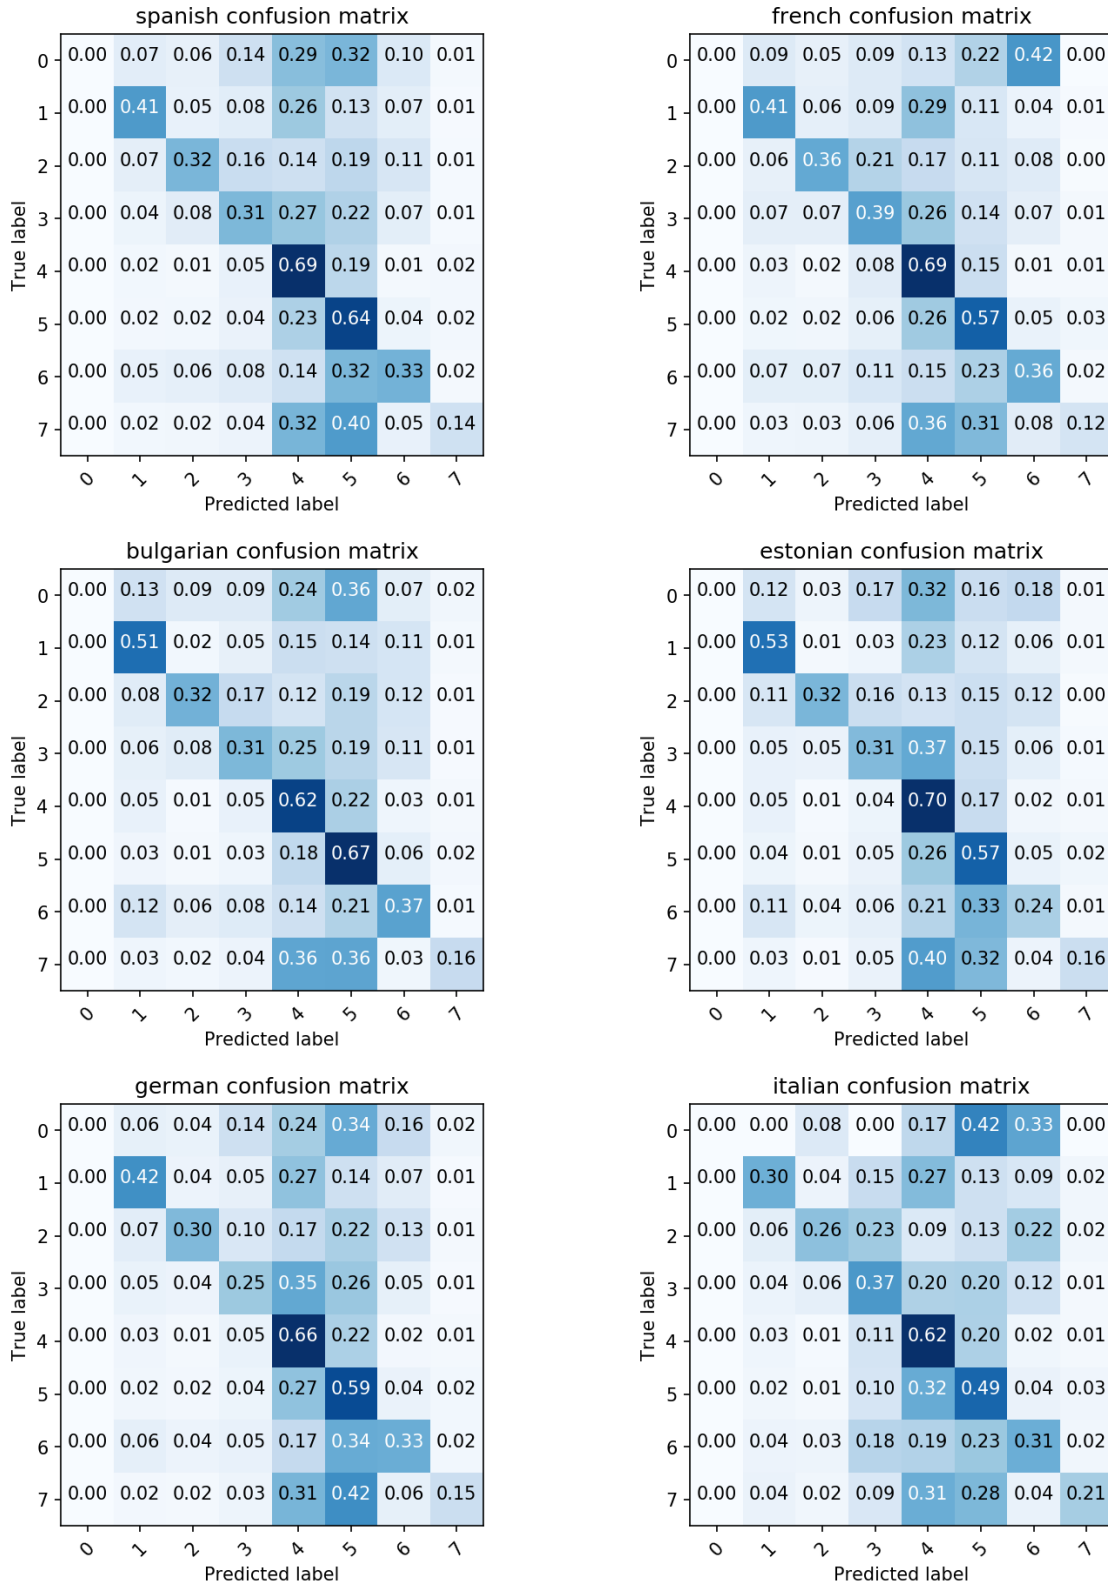 spanish confusion matrix
0 0.00 0.07 0.06 0.14 0.29 0.32 0.10 0.01
1 0.00 0.41 0.05 0.08 0.26 0.13 0.07 0.01
2 0.00 0.07 0.32 0.16 0.14 0.19 0.11 0.01
3 0.00 0.04 0.08 0.31 0.27 0.22 0.07 0.01
4 0.00 0.02 0.01 0.05 0.69 0.19 0.01 0.02
5 0.00 0.02 0.02 0.04 0.23 0.64 0.04 0.02
6 0.00 0.05 0.06 0.08 0.14 0.32 0.33 0.02
7 0.00 0.02 0.02 0.04 0.32 0.40 0.05 0.14
True label
0 1 2 3 4 5 6 7
Predicted label
french confusion matrix
0 0.00 0.09 0.05 0.09 0.13 0.22 0.42 0.00
1 0.00 0.41 0.06 0.09 0.29 0.11 0.04 0.01
2 0.00 0.06 0.36 0.21 0.17 0.11 0.08 0.00
3 0.00 0.07 0.07 0.39 0.26 0.14 0.07 0.01
4 0.00 0.03 0.02 0.08 0.69 0.15 0.01 0.01
5 0.00 0.02 0.02 0.06 0.26 0.57 0.05 0.03
6 0.00 0.07 0.07 0.11 0.15 0.23 0.36 0.02
7 0.00 0.03 0.03 0.06 0.36 0.31 0.08 0.12
True label
0 1 2 3 4 5 6 7
Predicted label
bulgarian confusion matrix
0 0.00 0.13 0.09 0.09 0.24 0.36 0.07 0.02
1 0.00 0.51 0.02 0.05 0.15 0.14 0.11 0.01
2 0.00 0.08 0.32 0.17 0.12 0.19 0.12 0.01
3 0.00 0.06 0.08 0.31 0.25 0.19 0.11 0.01
4 0.00 0.05 0.01 0.05 0.62 0.22 0.03 0.01
5 0.00 0.03 0.01 0.03 0.18 0.67 0.06 0.02
6 0.00 0.12 0.06 0.08 0.14 0.21 0.37 0.01
7 0.00 0.03 0.02 0.04 0.36 0.36 0.03 0.16
True label
0 1 2 3 4 5 6 7
Predicted label
estonian confusion matrix
0 0.00 0.12 0.03 0.17 0.32 0.16 0.18 0.01
1 0.00 0.53 0.01 0.03 0.23 0.12 0.06 0.01
2 0.00 0.11 0.32 0.16 0.13 0.15 0.12 0.00
3 0.00 0.05 0.05 0.31 0.37 0.15 0.06 0.01
4 0.00 0.05 0.01 0.04 0.70 0.17 0.02 0.01
5 0.00 0.04 0.01 0.05 0.26 0.57 0.05 0.02
6 0.00 0.11 0.04 0.06 0.21 0.33 0.24 0.01
7 0.00 0.03 0.01 0.05 0.40 0.32 0.04 0.16
True label
0 1 2 3 4 5 6 7
Predicted label
german confusion matrix
0 0.00 0.06 0.04 0.14 0.24 0.34 0.16 0.02
1 0.00 0.42 0.04 0.05 0.27 0.14 0.07 0.01
2 0.00 0.07 0.30 0.10 0.17 0.22 0.13 0.01
3 0.00 0.05 0.04 0.25 0.35 0.26 0.05 0.01
4 0.00 0.03 0.01 0.05 0.66 0.22 0.02 0.01
5 0.00 0.02 0.02 0.04 0.27 0.59 0.04 0.02
6 0.00 0.06 0.04 0.05 0.17 0.34 0.33 0.02
7 0.00 0.02 0.02 0.03 0.31 0.42 0.06 0.15
True label
0 1 2 3 4 5 6 7
Predicted label
italian confusion matrix
0 0.00 0.00 0.08 0.00 0.17 0.42 0.33 0.00
1 0.00 0.30 0.04 0.15 0.27 0.13 0.09 0.02
2 0.00 0.06 0.26 0.23 0.09 0.13 0.22 0.02
3 0.00 0.04 0.06 0.37 0.20 0.20 0.12 0.01
4 0.00 0.03 0.01 0.11 0.62 0.20 0.02 0.01
5 0.00 0.02 0.01 0.10 0.32 0.49 0.04 0.03
6 0.00 0.04 0.03 0.18 0.19 0.23 0.31 0.02
7 0.00 0.04 0.02 0.09 0.31 0.28 0.04 0.21
True label
0 1 2 3 4 5 6 7
Predicted label